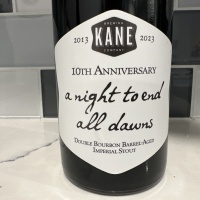 BREWING
2013 KANE 2023
COMPANY
10TH ANNIVERSARY
a night to end
all dawns
DOUBLE BOURBON BARREL-AGED
IMPERIAL STOUT